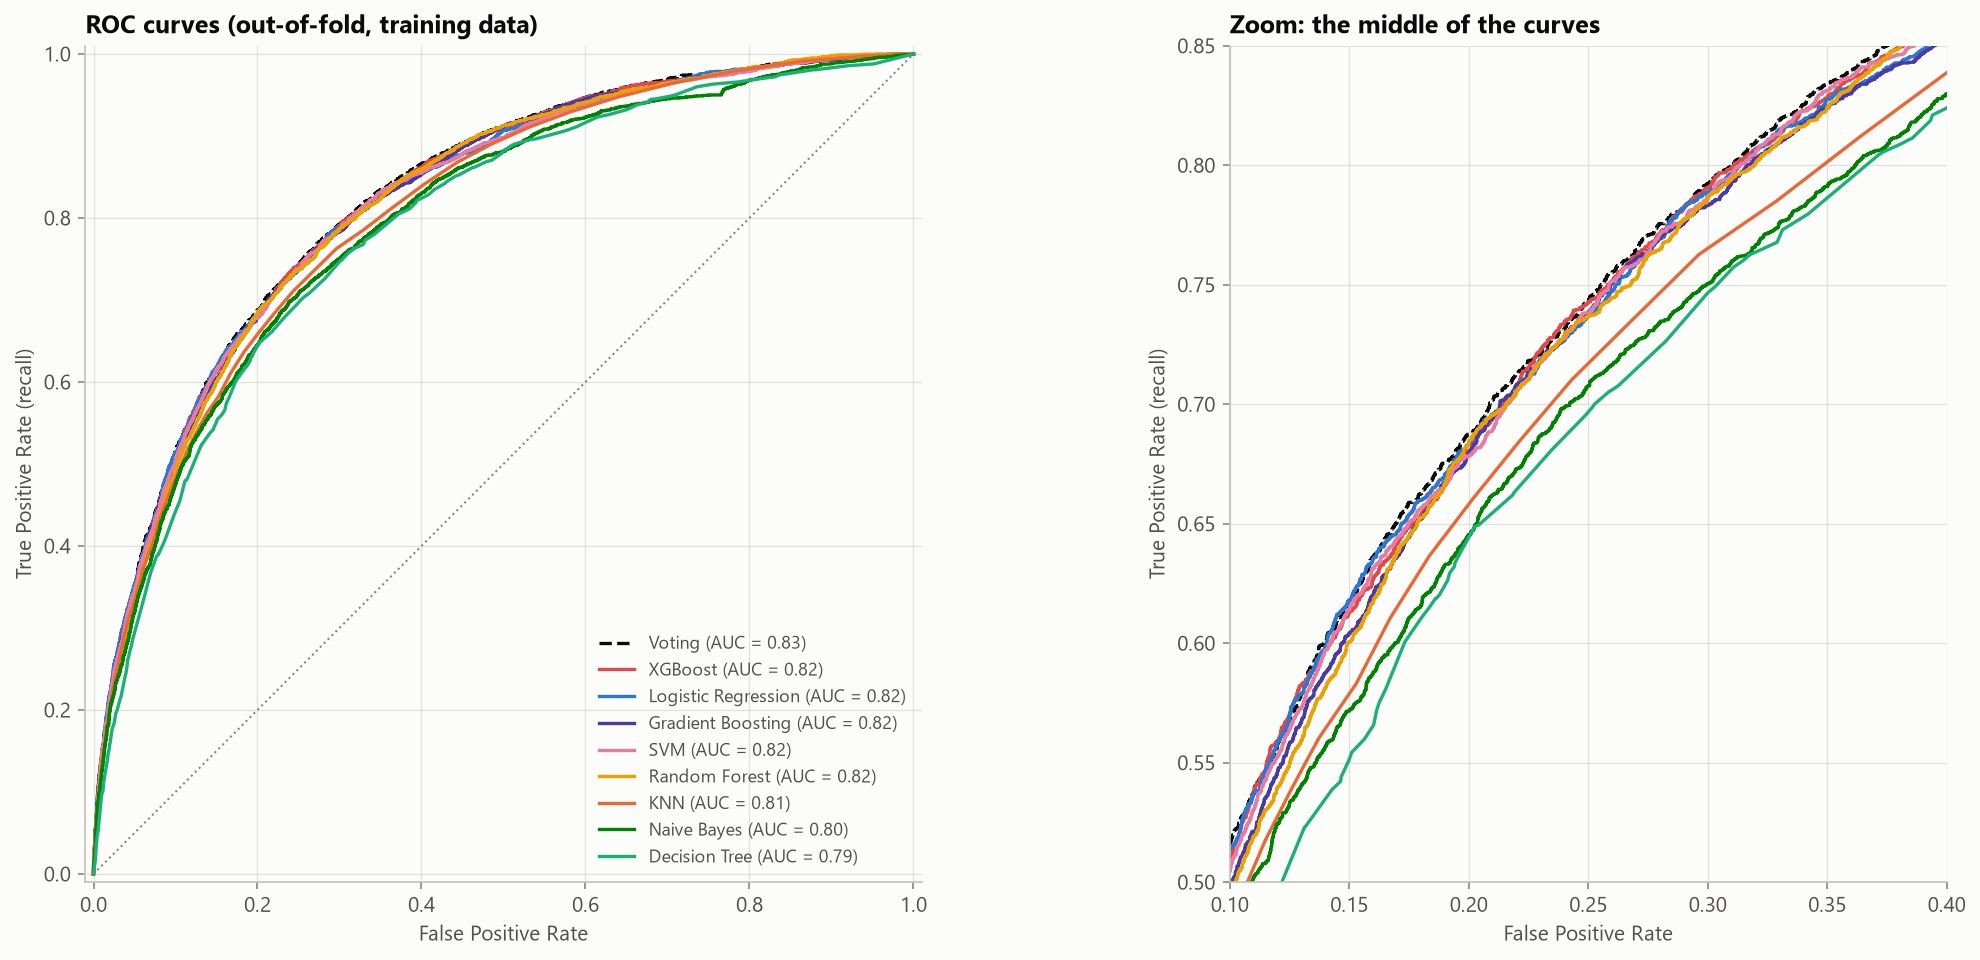 ROC curves (out-of-fold, training data)
1.0
0.8
0.6
0.4
0.2
0.0
True Positive Rate (recall)
Voting (AUC = 0.83)
XGBoost (AUC = 0.82)
Logistic Regression (AUC = 0.82)
Gradient Boosting (AUC = 0.82)
SVM (AUC = 0.82)
Random Forest (AUC = 0.82)
KNN (AUC = 0.81)
Naive Bayes (AUC = 0.80)
Decision Tree (AUC = 0.79)
0.0 0.2 0.4 0.6 0.8 1.0
False Positive Rate
Zoom: the middle of the curves
0.85
0.80
0.75
0.70
0.65
0.60
0.55
0.50
True Positive Rate (recall)
0.10 0.15 0.20 0.25 0.30 0.35 0.40
False Positive Rate